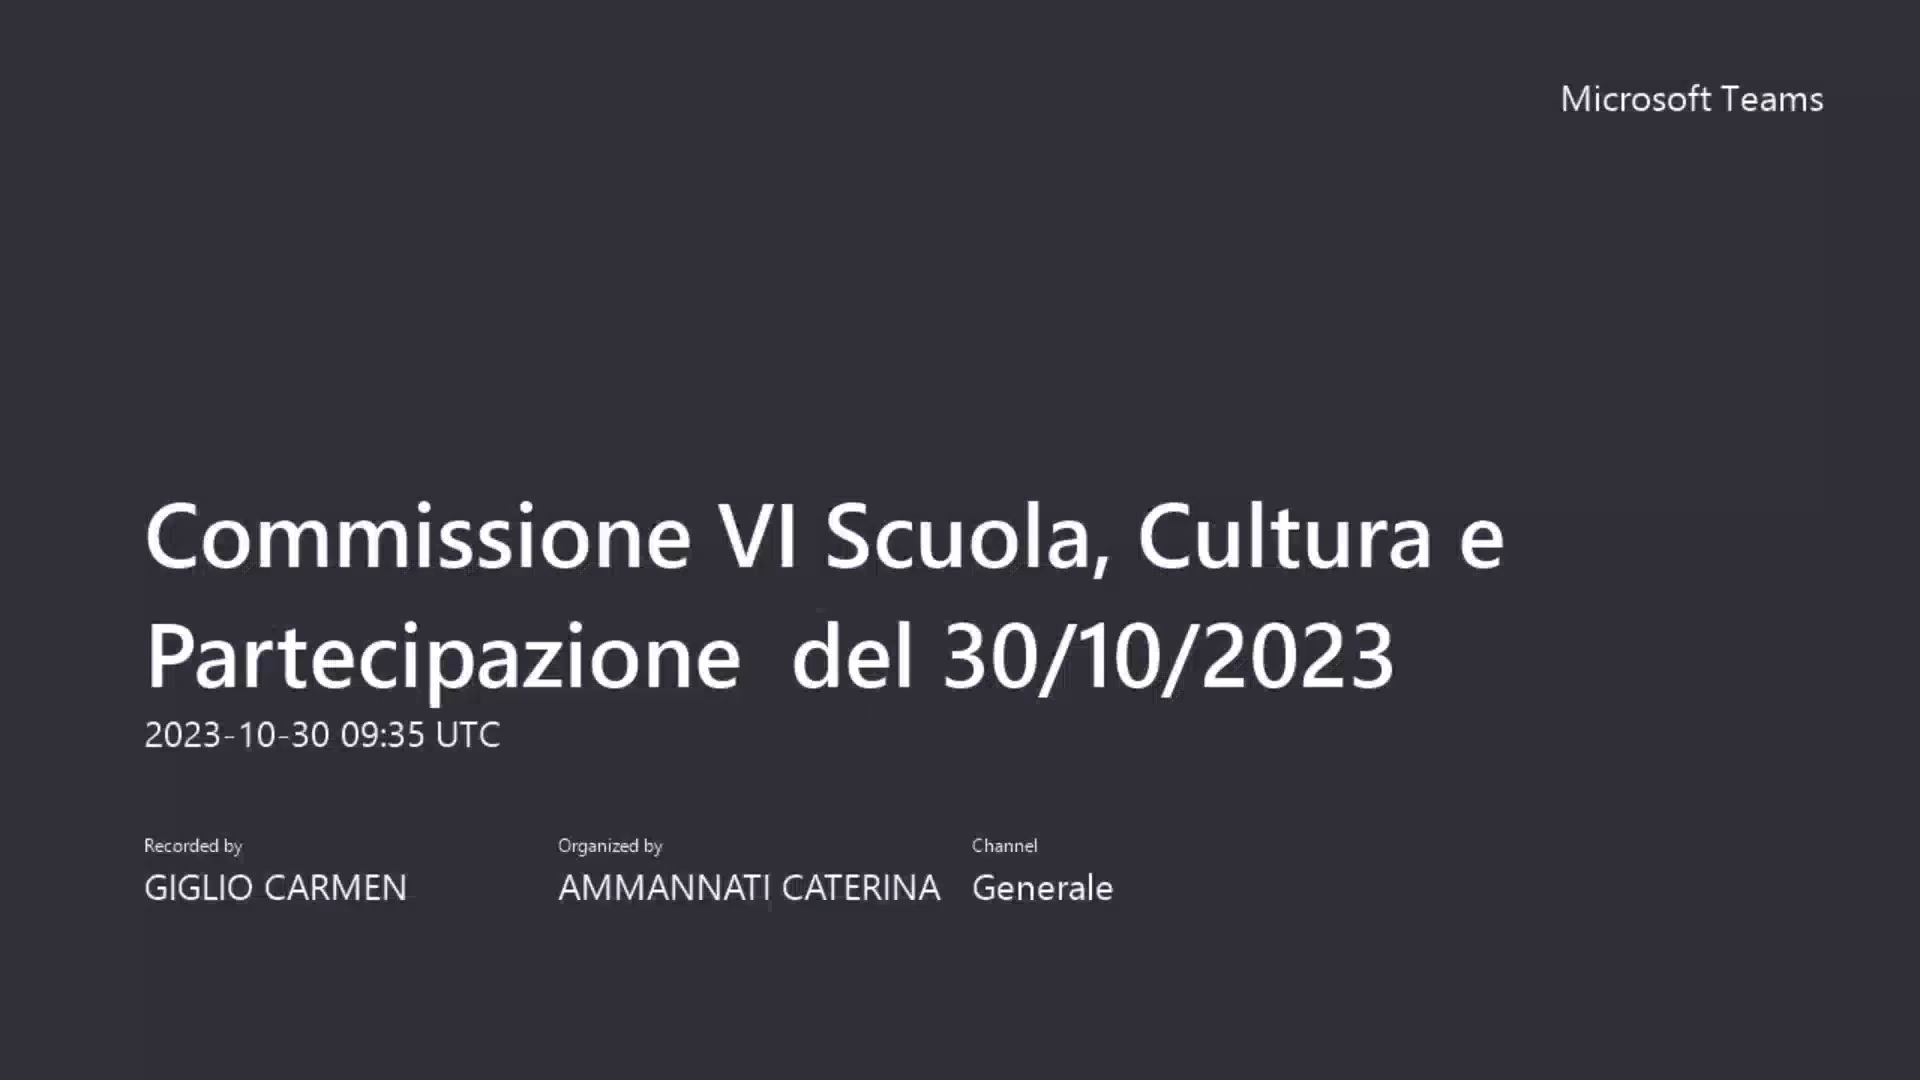 Microsoft Teams
Commissione VI Scuola, Cultura e
Partecipazione  del 30/10/2023
2023-10-30 09:35 UTC
Recorded by
GIGLIO CARMEN
Organized by
AMMANNATI CATERINA
Channel
Generale